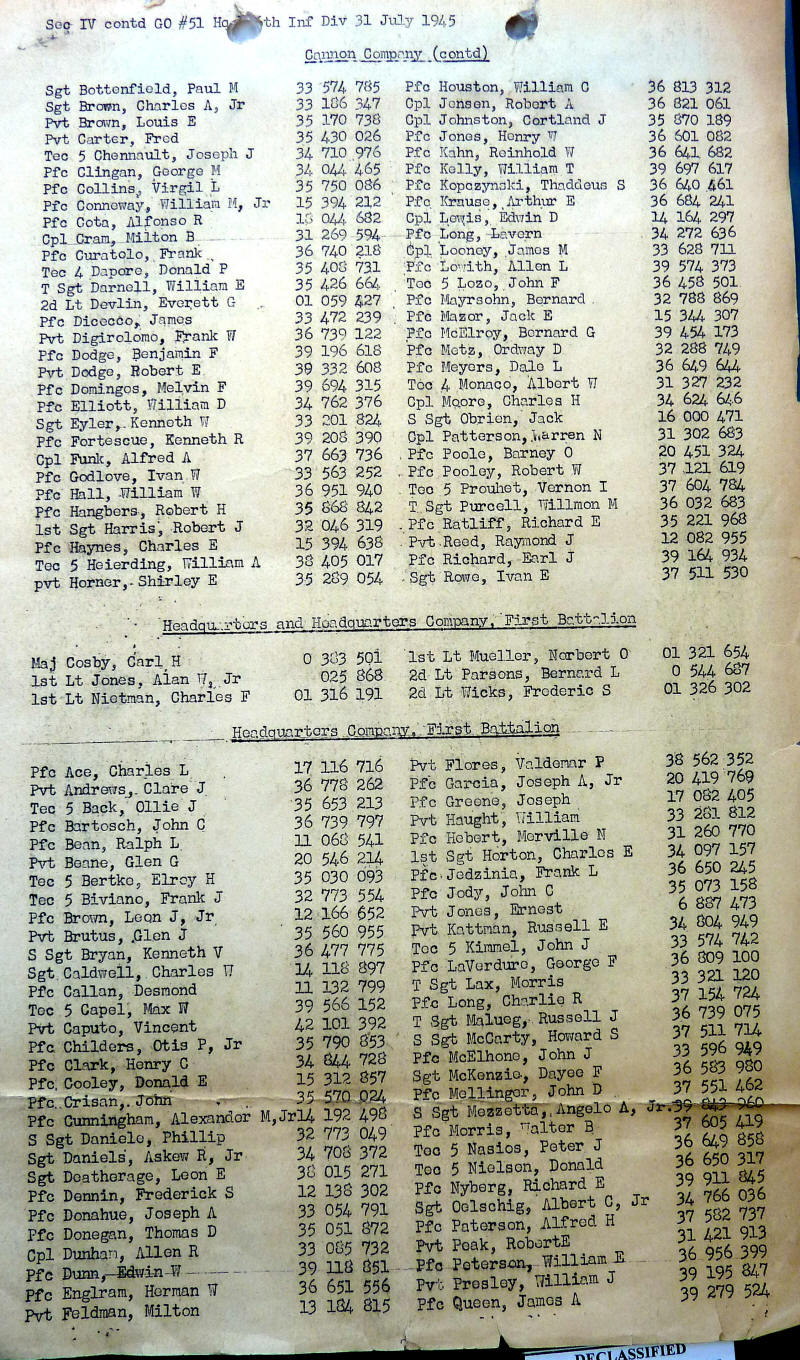 Sec IV contd GO #51 Hq 6th Inf Div 31 July 1945
Cannon Company (contd)
Sgt Bottenfield, Paul M 33 574 785
Sgt Brown, Charles A, Jr 33 186 347
Pvt Brown, Louis E 35 170 738
Pvt Carter, Fred 35 430 026
Tec 5 Chennault, Joseph J 34 710 976
Pfc Clingan, George M 34 044 465
Pfc Collins, Virgil L 35 750 086
Pfc Conneway, William M, Jr 15 394 212
Pfc Cota, Alfonso R 18 044 682
Cpl Cram, Milton B 31 269 594
Pfc Curatolo, Frank 36 740 218
Tec 4 Dapore, Donald P 35 408 731
T Sgt Darnell, William E 35 426 664
2d Lt Devlin, Everett G 01 059 427
Pfc Dicecco, James 33 472 239
Pvt Digirolomo, Frank W 36 739 122
Pfc Dodge, Benjamin F 39 196 618
Pvt Dodge, Robert E 39 332 608
Pfc Domingos, Melvin F 39 694 315
Pfc Elliott, William D 34 762 376
Sgt Eyler, Kenneth W 33 201 824
Pfc Fortescue, Kenneth R 39 208 390
Cpl Funk, Alfred A 37 663 736
Pfc Godlove, Ivan W 33 563 252
Pfc Hall, William W 36 951 940
Pfc Hangbers, Robert H 35 868 842
1st Sgt Harris, Robert J 32 046 319
Pfc Haynes, Charles E 15 394 638
Tec 5 Heierding, William A 38 405 017
pvt Horner, Shirley E 35 289 054
Pfc Houston, William C 36 813 312
Cpl Jensen, Robert A 36 821 061
Cpl Johnston, Cortland J 35 870 189
Pfc Jones, Henry W 36 601 082
Pfc Kahn, Reinhold W 36 641 682
Pfc Kelly, William T 39 697 617
Pfc Kopczynski, Thaddeus S 36 640 461
Pfc Krause, Arthur E 36 684 241
Cpl Lewis, Edwin D 14 164 297
Pfc Long, Lavern 34 272 636
Cpl Looney, James M 33 628 711
Pfc Lowith, Allen L 39 574 373
Tec 5 Lozo, John F 36 458 501
Pfc Mayrsohn, Bernard 32 788 869
Pfc Mazor, Jack E 15 344 307
Pfc McElroy, Bernard G 39 454 173
Pfc Metz, Ordway D 32 288 749
Pfc Meyers, Dale L 36 649 644
Tec 4 Monaco, Albert W 31 327 232
Cpl Moore, Charles H 34 624 646
S Sgt Obrien, Jack 16 000 471
Cpl Patterson, Warren N 31 302 683
Pfc Poole, Barney O 20 451 324
Pfc Pooley, Robert W 37 121 619
Tec 5 Prouhet, Vernon I 37 604 784
T Sgt Purcell, Willmon M 36 032 683
Pfc Ratliff, Richard E 35 221 968
Pvt Reed, Raymond J 12 082 955
Pfc Richard, Earl J 39 164 934
Sgt Rowe, Ivan E 37 511 530
Headquarters and Headquarters Company, First Battalion
Maj Cosby, Carl H 0 383 501
1st Lt Jones, Alan W, Jr 025 868
1st Lt Nietman, Charles F 01 316 191
1st Lt Mueller, Norbert O 01 321 654
2d Lt Parsons, Bernard L 0 544 687
2d Lt Wicks, Frederic S 01 326 302
Headquarters Company, First Battalion
Pfc Ace, Charles L 17 116 716
Pvt Andrews, Clare J 36 778 262
Tec 5 Back, Ollie J 35 653 213
Pfc Bartosch, John C 36 739 797
Pfc Bean, Ralph L 11 068 541
Pvt Beane, Glen G 20 546 214
Tec 5 Bertke, Elroy H 35 030 093
Tec 5 Biviano, Frank J 32 773 554
Pfc Brown, Leon J, Jr 12 166 652
Pvt Brutus, Glen J 35 560 955
S Sgt Bryan, Kenneth V 36 477 775
Sgt Caldwell, Charles W 14 118 897
Pfc Callan, Desmond 11 132 799
Tec 5 Capel, Max W 39 566 152
Pvt Caputo, Vincent 42 101 392
Pfc Childers, Otis P, Jr 35 790 853
Pfc Clark, Henry C 34 844 728
Pfc Cooley, Donald E 15 312 857
Pfc Crisan, John 35 570 024
Pfc Cunningham, Alexander M,Jr14 192 498
S Sgt Daniele, Phillip 32 773 049
Sgt Daniels, Askew R, Jr 34 708 372
Sgt Deatherage, Leon E 38 015 271
Pfc Dennin, Frederick S 12 138 302
Pfc Donahue, Joseph A 33 054 791
Pfc Donegan, Thomas D 35 051 872
Cpl Dunham, Allen R 33 085 732
Pfc Dunn, Edwin W 39 118 851
Pfc Englram, Herman W 36 651 556
Pvt Feldman, Milton 13 184 815
Pvt Flores, Valdemar P 38 562 352
Pfc Garcia, Joseph A, Jr 20 419 769
Pfc Greene, Joseph 17 082 405
Pvt Haught, William 33 281 812
Pfc Hebert, Merville N 31 260 770
1st Sgt Horton, Charles E 34 097 157
Pfc Jedzinia, Frank L 36 650 245
Pfc Jody, John C 35 073 158
Pvt Jones, Ernest 6 887 473
Pvt Kattman, Russell E 34 804 949
Tec 5 Kimmel, John J 33 574 742
Pfc LaVerdure, George F 36 809 100
T Sgt Lax, Morris 33 321 120
Pfc Long, Charlie R 37 154 724
T Sgt Malueg, Russell J 36 739 075
S Sgt McCarty, Howard S 37 511 714
Pfc McElhone, John J 33 596 949
Sgt McKenzie, Dayee F 36 583 980
Pfc Mellinger, John D 37 551 462
S Sgt Mezzetta, Angelo A, Jr.39 843 960
Pfc Morris, Walter B 37 605 419
Tec 5 Nasios, Peter J 36 649 858
Tec 5 Nielson, Donald 36 650 317
Pfc Nyberg, Richard E 39 911 845
Sgt Oelschig, Albert C, Jr 34 766 036
Pfc Paterson, Alfred H 37 582 737
Pvt Peak, RobertE 31 421 913
Pfc Peterson, William E 36 956 399
Pvt Presley, William J 39 195 847
Pfc Queen, James A 39 279 524
DECLASSIFIED